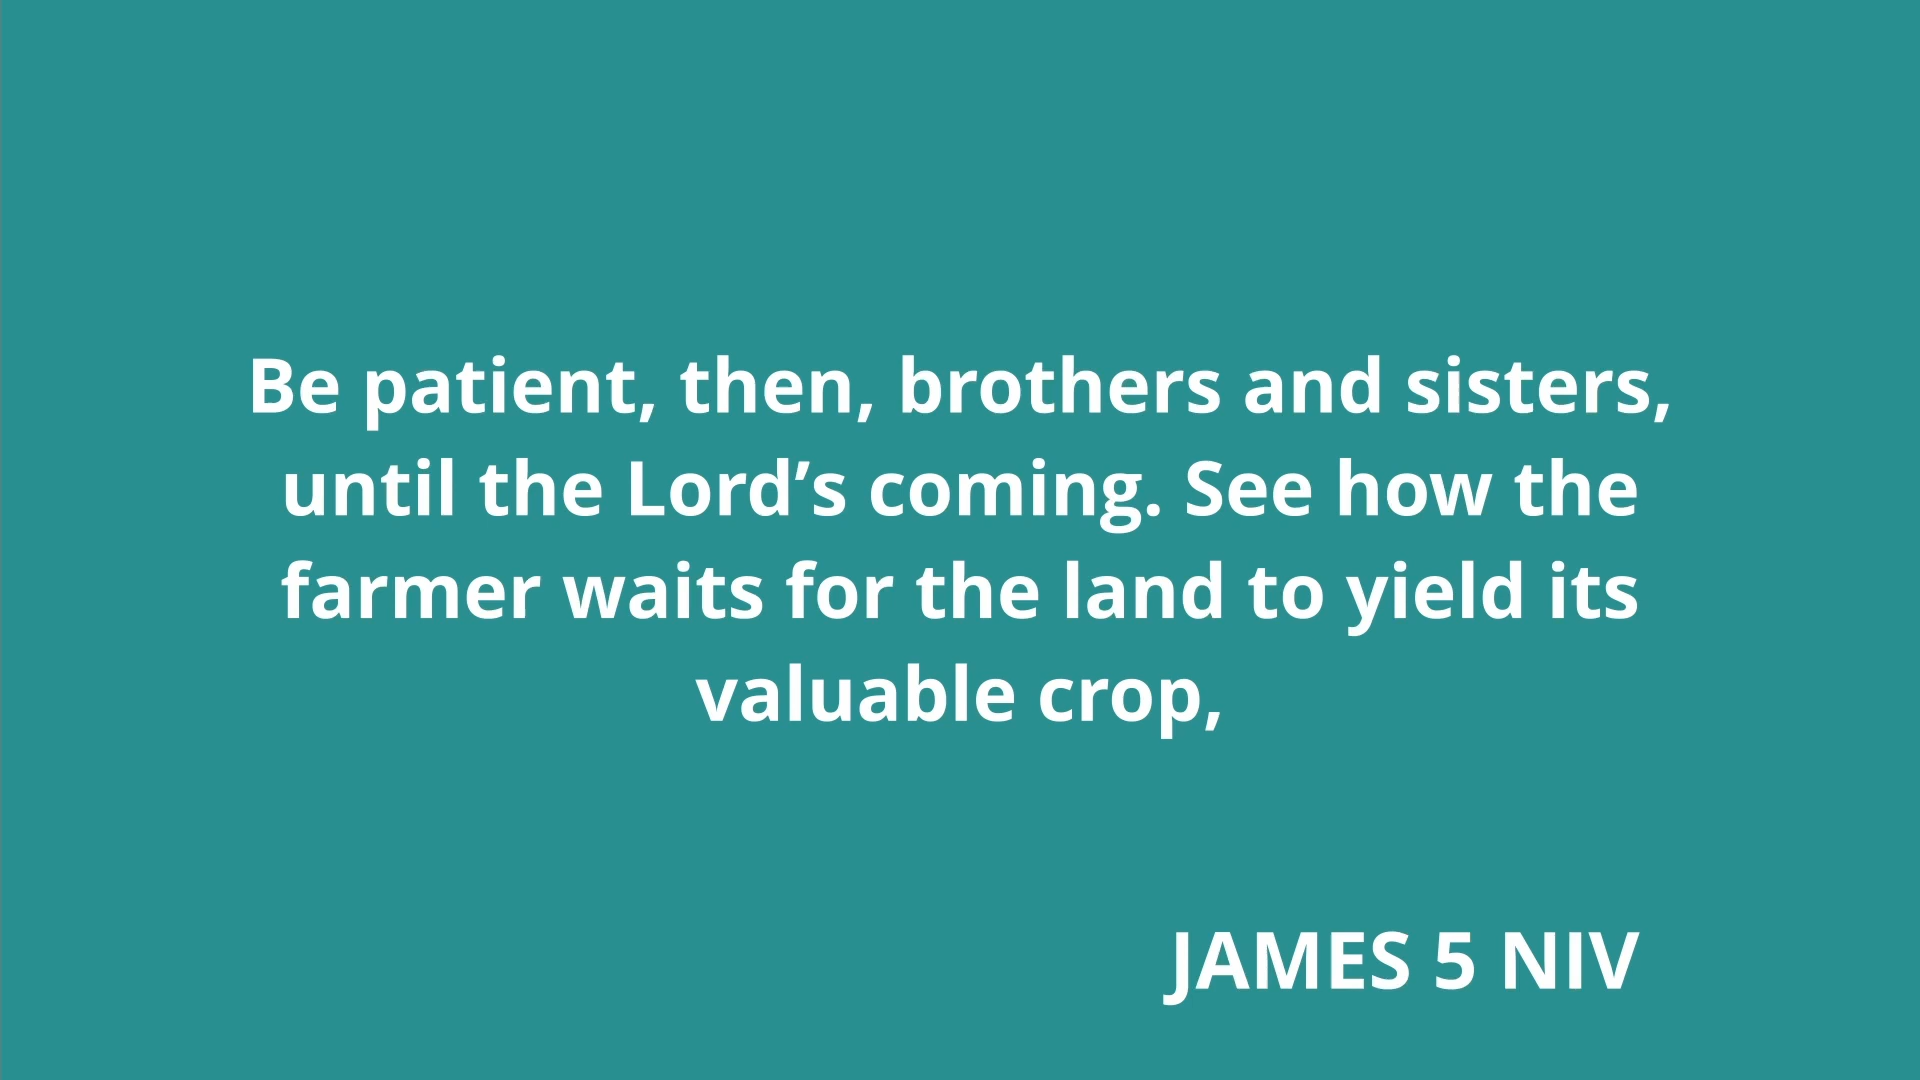 Be patient, then, brothers and sisters,
until the Lord’s coming. See how the
farmer waits for the land to yield its
valuable crop,
JAMES 5 NIV